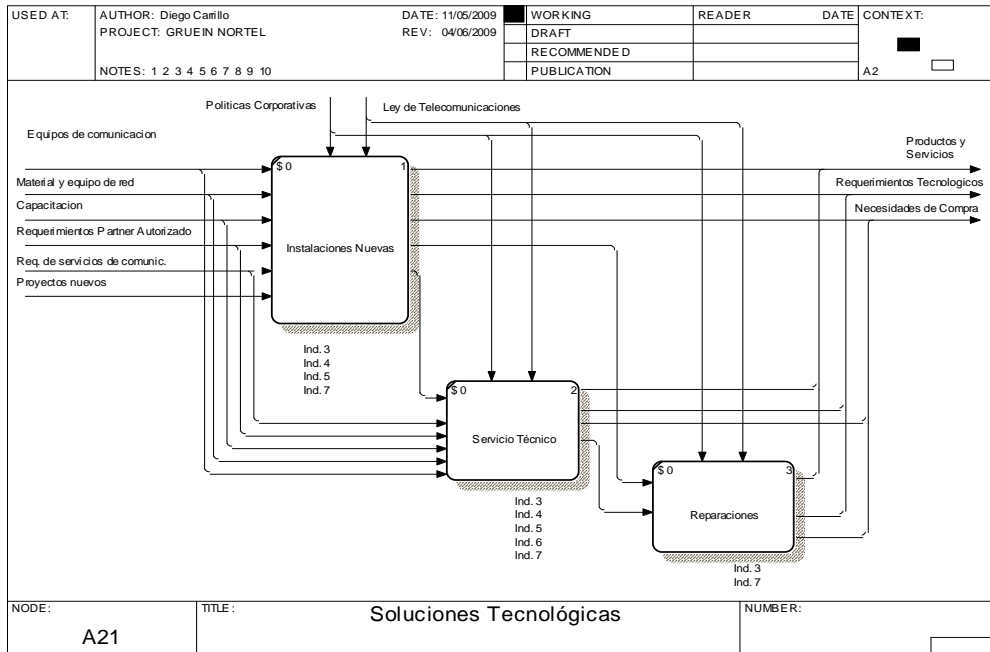 USED AT:
AUTHOR: Diego Carrillo
DATE: 11/05/2009
PROJECT: GRUEIN NORTEL
REV: 04/06/2009
NOTES: 1 2 3 4 5 6 7 8 9 10
WORKING
DRAFT
RECOMMENDED
PUBLICATION
READER
DATE
CONTEXT:
A2
Politicas Corporativas
Ley de Telecomunicaciones
Equipos de comunicacion
Material y equipo de red
Capacitacion
Requerimientos Partner Autorizado
Req. de servicios de comunic.
Proyectos nuevos
Productos y
Servicios
Requerimientos Tecnologicos
Necesidades de Compra
$ 0
1
Instalaciones Nuevas
Ind. 3
Ind. 4
Ind. 5
Ind. 7
$ 0
2
Servicio Técnico
Ind. 3
Ind. 4
Ind. 5
Ind. 6
Ind. 7
$ 0
3
Reparaciones
Ind. 3
Ind. 7
NODE:
A21
TITLE:
Soluciones Tecnológicas
NUMBER: